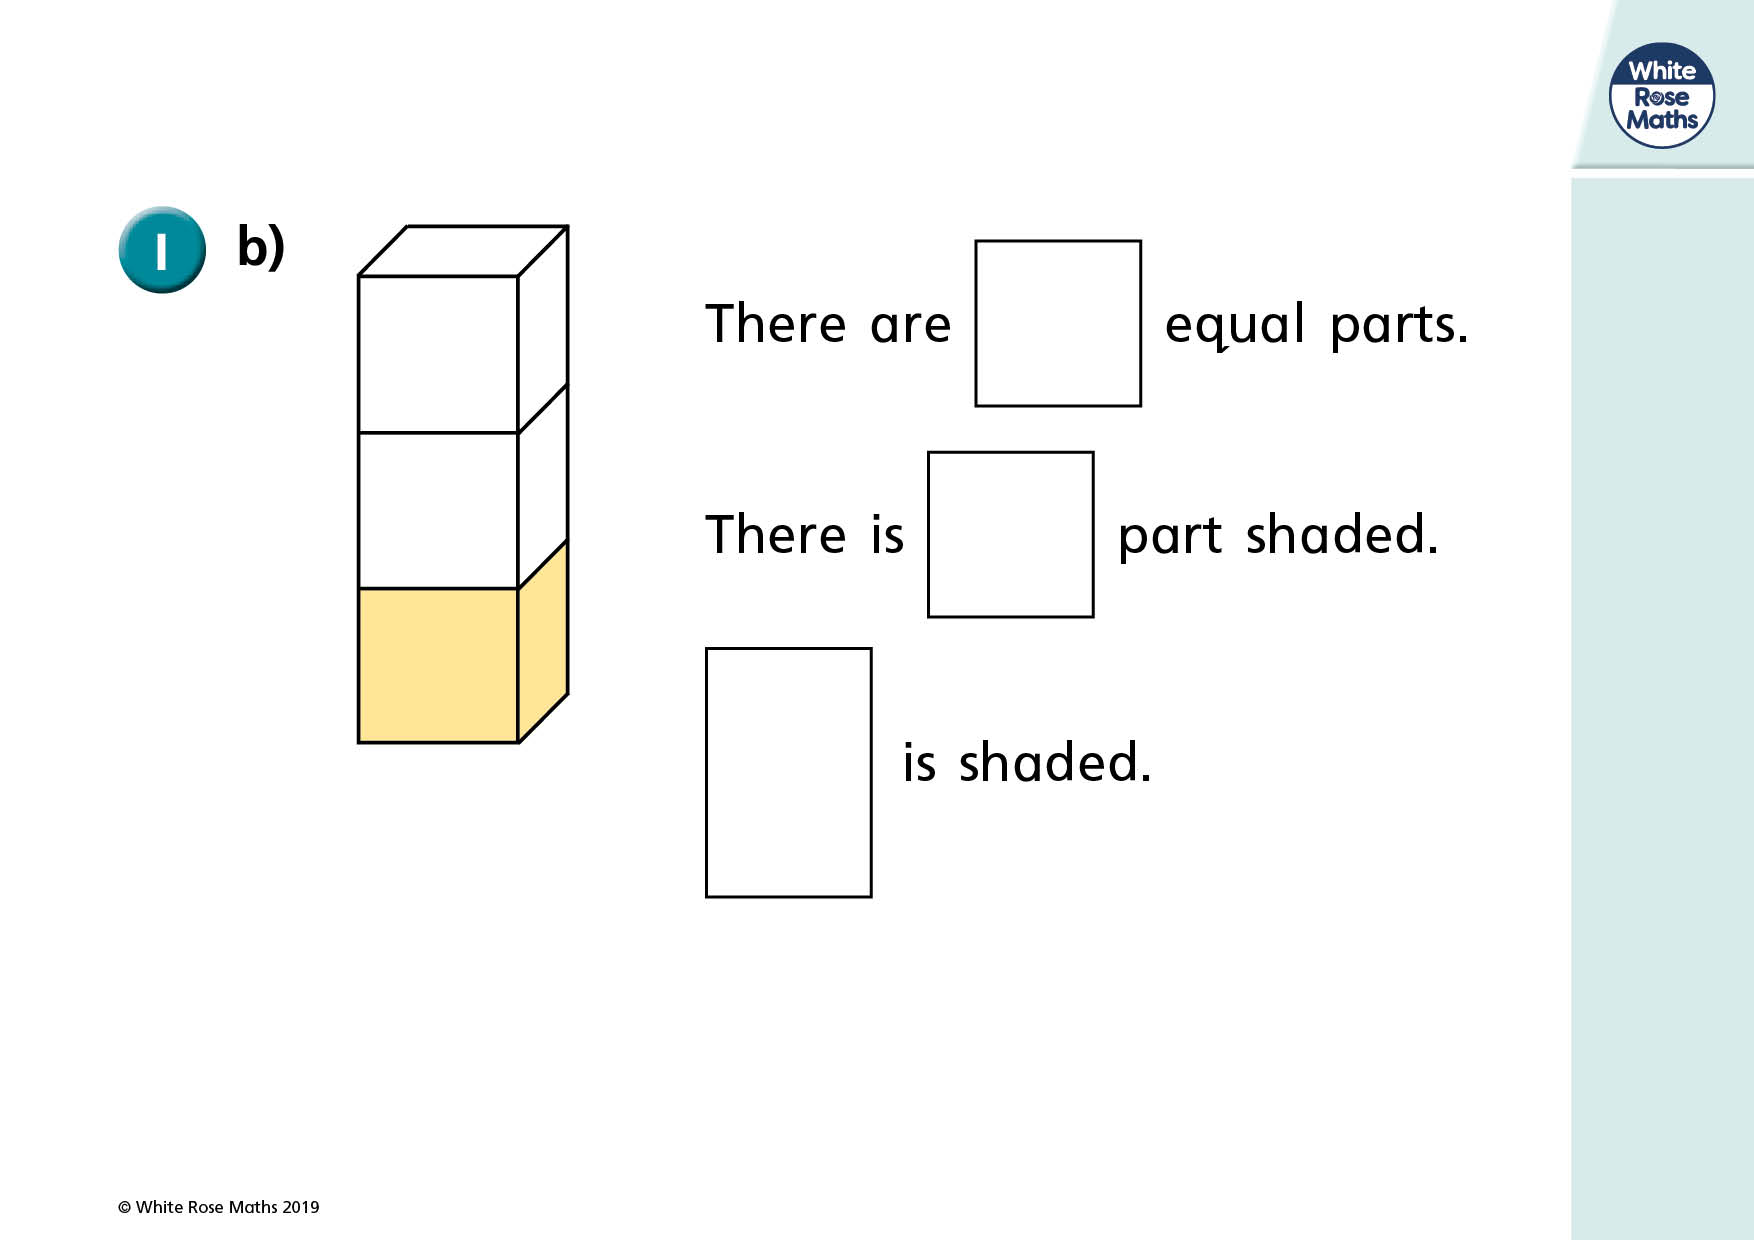 White
Rose
Maths
1 b)
There are equal parts.
There is part shaded.
is shaded.
© White Rose Maths 2019